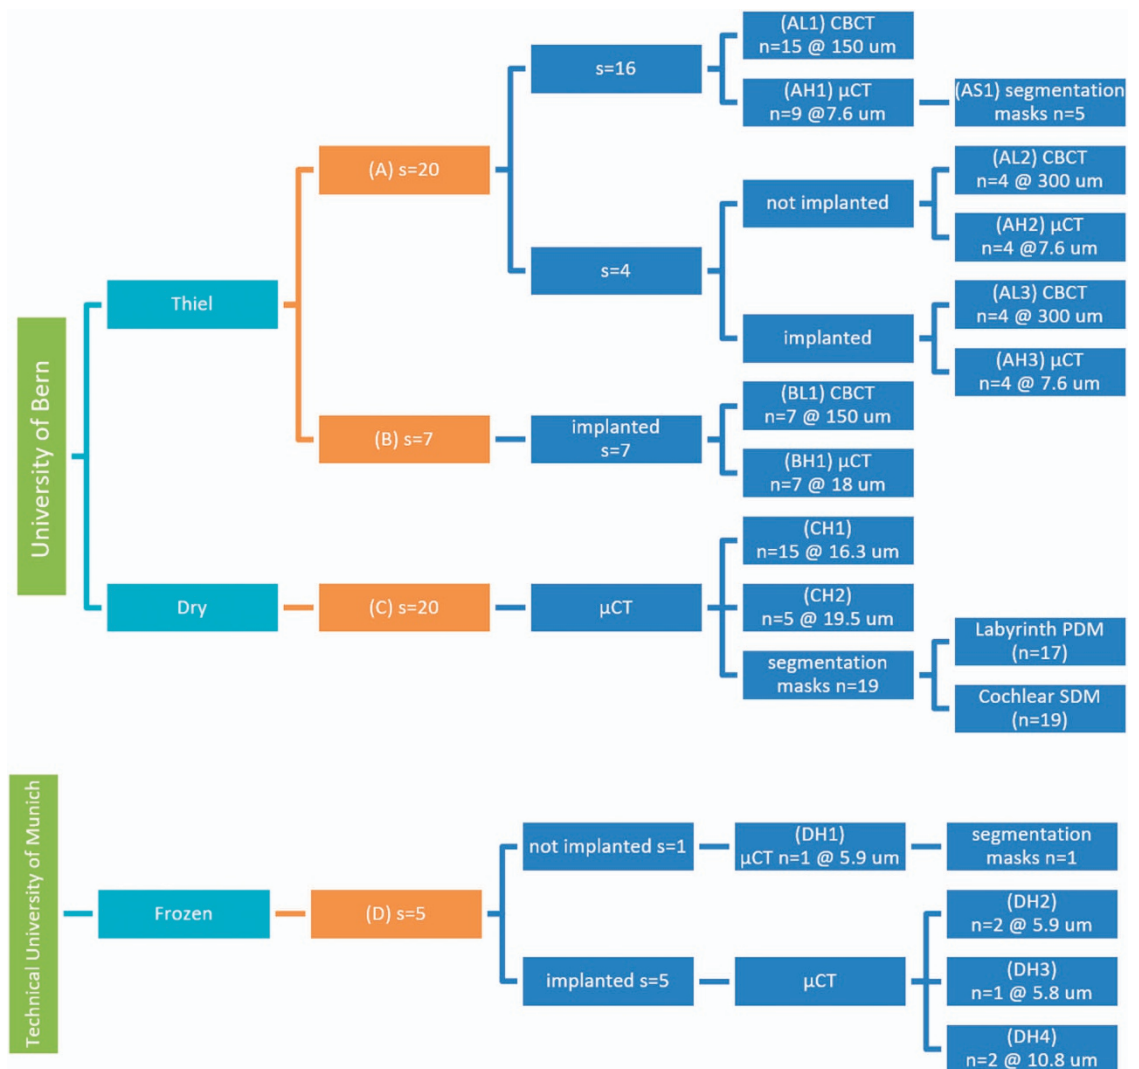 University of Bern
Thiel
(A) s=20
s=16
(AL1) CBCT
n=15 @ 150 um
(AH1) µCT
n=9 @7.6 um
(AS1) segmentation
masks n=5
s=4
not implanted
(AL2) CBCT
n=4 @ 300 um
(AH2) µCT
n=4 @7.6 um
implanted
(AL3) CBCT
n=4 @ 300 um
(AH3) µCT
n=4 @ 7.6 um
(B) s=7
implanted
s=7
(BL1) CBCT
n=7 @ 150 um
(BH1) µCT
n=7 @ 18 um
Dry
(C) s=20
µCT
(CH1)
n=15 @ 16.3 um
(CH2)
n=5 @ 19.5 um
segmentation
masks n=19
Labyrinth PDM
(n=17)
Cochlear SDM
(n=19)
Technical University of Munich
Frozen
(D) s=5
not implanted s=1
(DH1)
µCT n=1 @ 5.9 um
segmentation
masks n=1
implanted s=5
µCT
(DH2)
n=2 @ 5.9 um
(DH3)
n=1 @ 5.8 um
(DH4)
n=2 @ 10.8 um